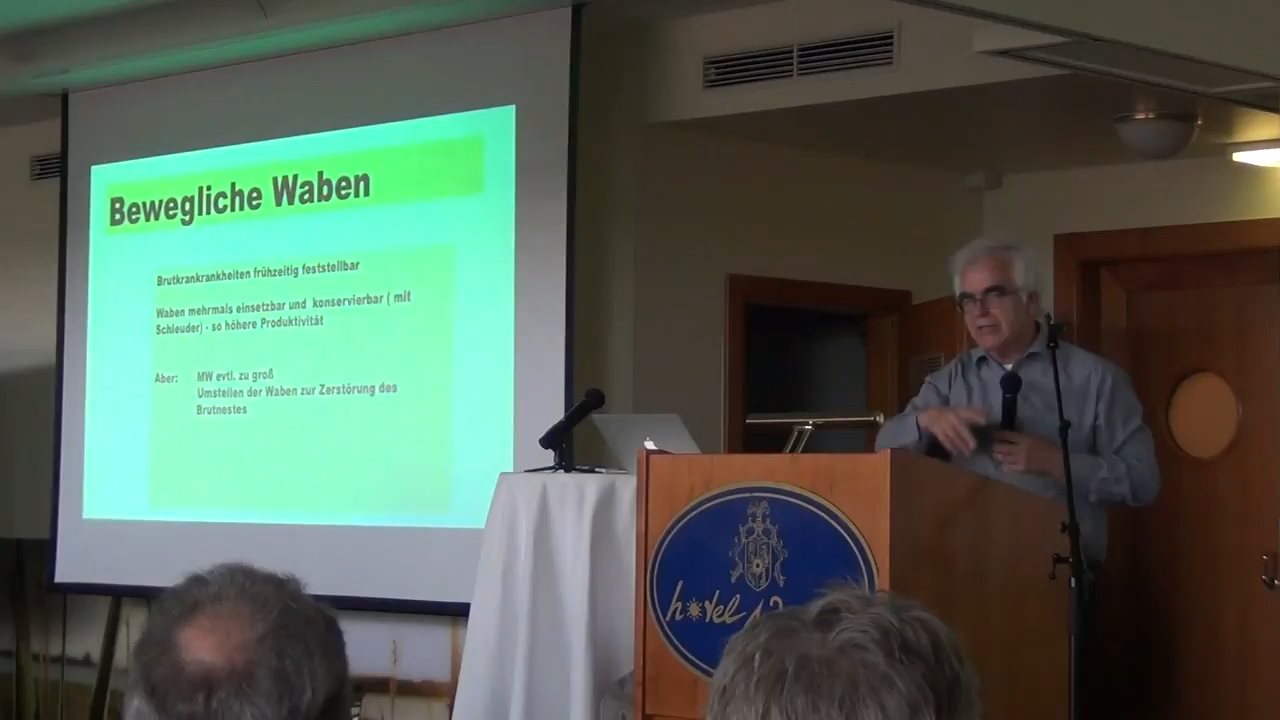 Bewegliche Waben
Brutkrankrankheiten frühzeitig feststellbar
Waben mehrmals einsetzbar und konservierbar ( mit
Schleuder) - so höhere Produktivität
Aber: MW evtl. zu groß
Umstellen der Waben zur Zerstörung des
Brutnestes
hotel